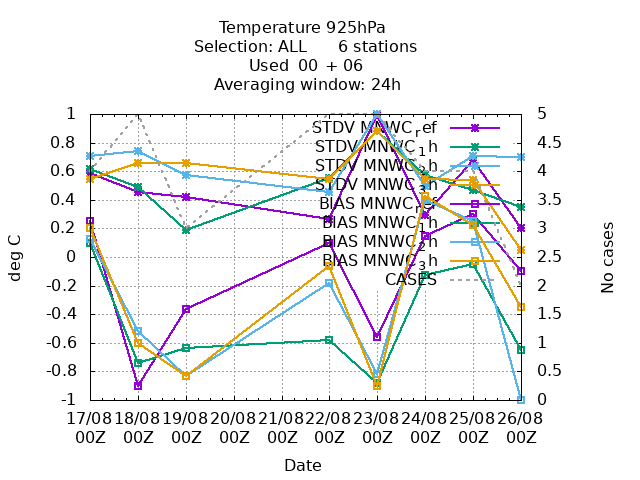 Temperature 925hPa
Selection: ALL 6 stations
Used 00 + 06
Averaging window: 24h
1 5
STDV MNWC_ref
0.8 4.5
STDV MNWC_1h
STDV MNWC_2h
0.6 4
STDV MNWC_3h
0.4 3.5
BIAS MNWC_ref
0.2 3
BIAS MNWC_1h
BIAS MNWC_2h
0 2.5
BIAS MNWC_3h
CASES
-0.2 2
-0.4 1.5
-0.6 1
-0.8 0.5
-1 0
deg C
No cases
17/08 18/08 19/08 20/08 21/08 22/08 23/08 24/08 25/08 26/08
00Z 00Z 00Z 00Z 00Z 00Z 00Z 00Z 00Z 00Z
Date